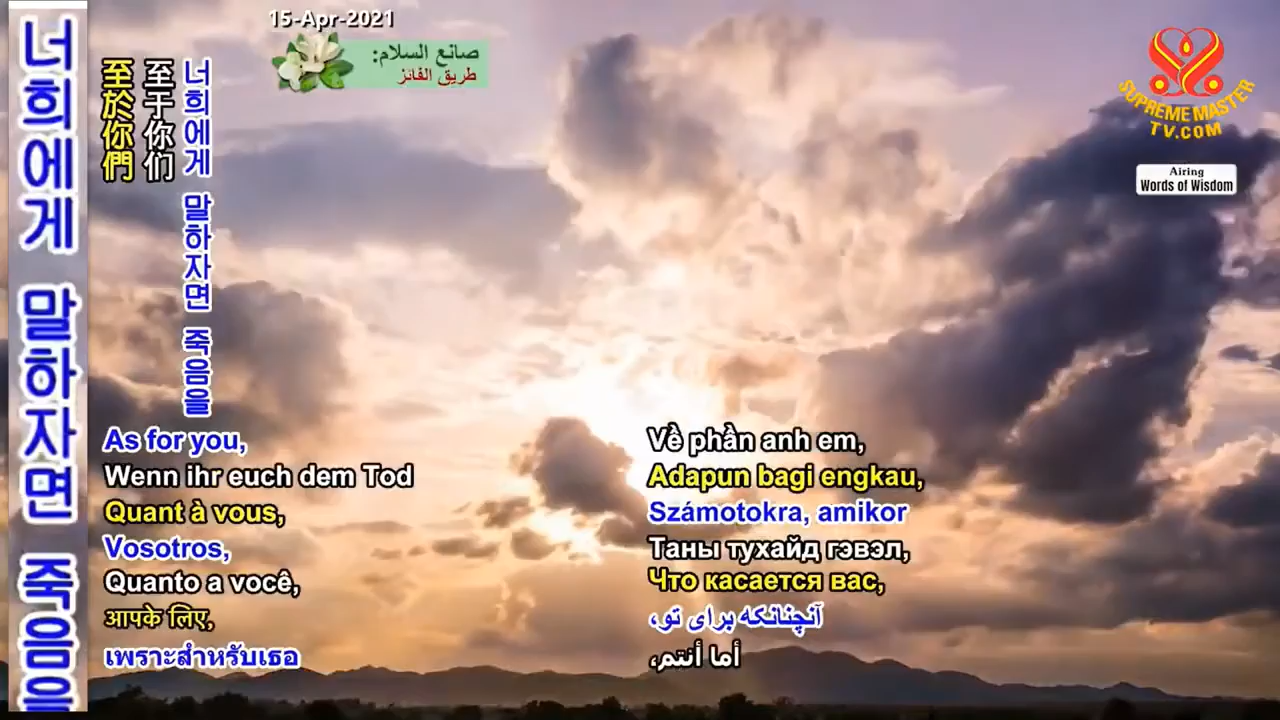 15-Apr-2021
صانع السلام:
طريق الفائز
SUPREME MASTER
TV.COM
Airing
Words of Wisdom
너희에게 말하자면 죽음을
至於你們
至于你们
너희에게 말하자면 죽음을
As for you,
Wenn ihr euch dem Tod
Quant à vous,
Vosotros,
Quanto a você,
आपके लिए,
เพราะสำหรับเธอ
Về phần anh em,
Adapun bagi engkau,
Számotokra, amikor
Таны тухайд гэвэл,
Что касается вас,
آنچنانکه برای تو،
أما أنتم،